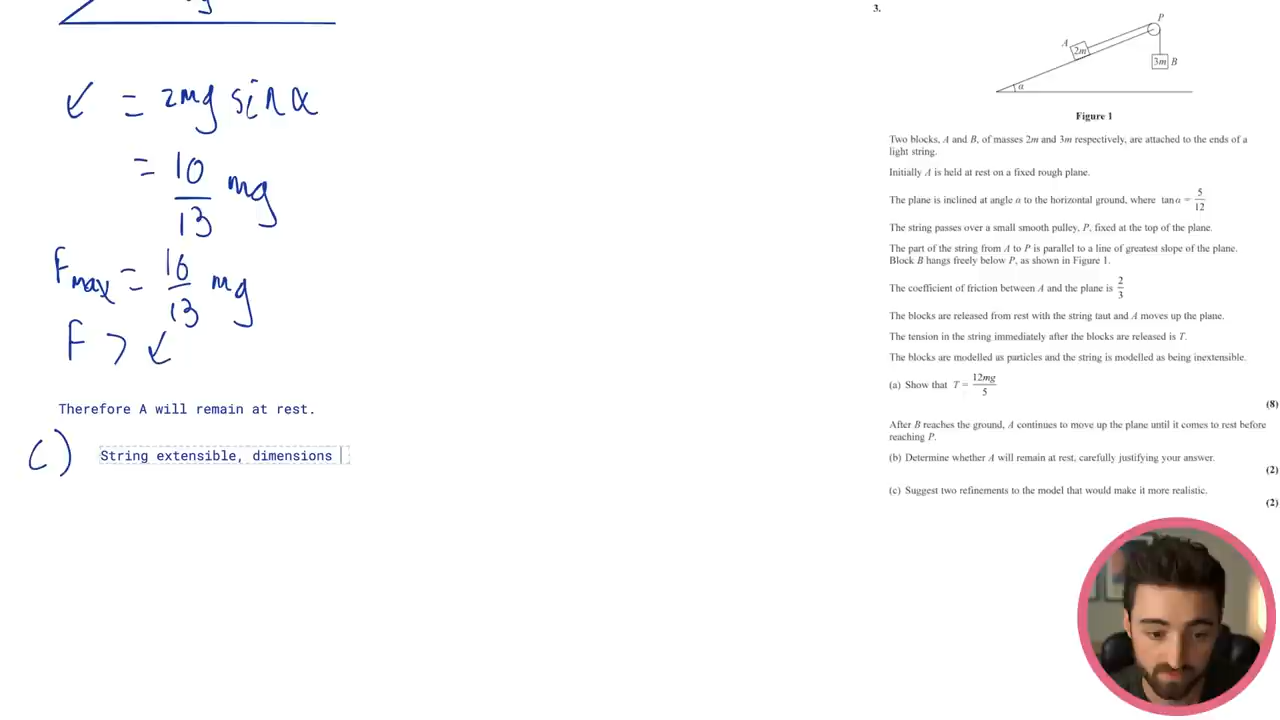 ↙ = 2mg sinα
= 10/13 mg
Fmax = 16/13 mg
F > ↙
Therefore A will remain at rest.
(c) String extensible, dimensions
3.
P
A
2m
3m B
α
Figure 1
Two blocks, A and B, of masses 2m and 3m respectively, are attached to the ends of a
light string.
Initially A is held at rest on a fixed rough plane.
The plane is inclined at angle α to the horizontal ground, where tan α = 5/12
The string passes over a small smooth pulley, P, fixed at the top of the plane.
The part of the string from A to P is parallel to a line of greatest slope of the plane.
Block B hangs freely below P, as shown in Figure 1.
The coefficient of friction between A and the plane is 2/3
The blocks are released from rest with the string taut and A moves up the plane.
The tension in the string immediately after the blocks are released is T.
The blocks are modelled as particles and the string is modelled as being inextensible.
(a) Show that T = 12mg/5
(8)
After B reaches the ground, A continues to move up the plane until it comes to rest before
reaching P.
(b) Determine whether A will remain at rest, carefully justifying your answer.
(2)
(c) Suggest two refinements to the model that would make it more realistic.
(2)